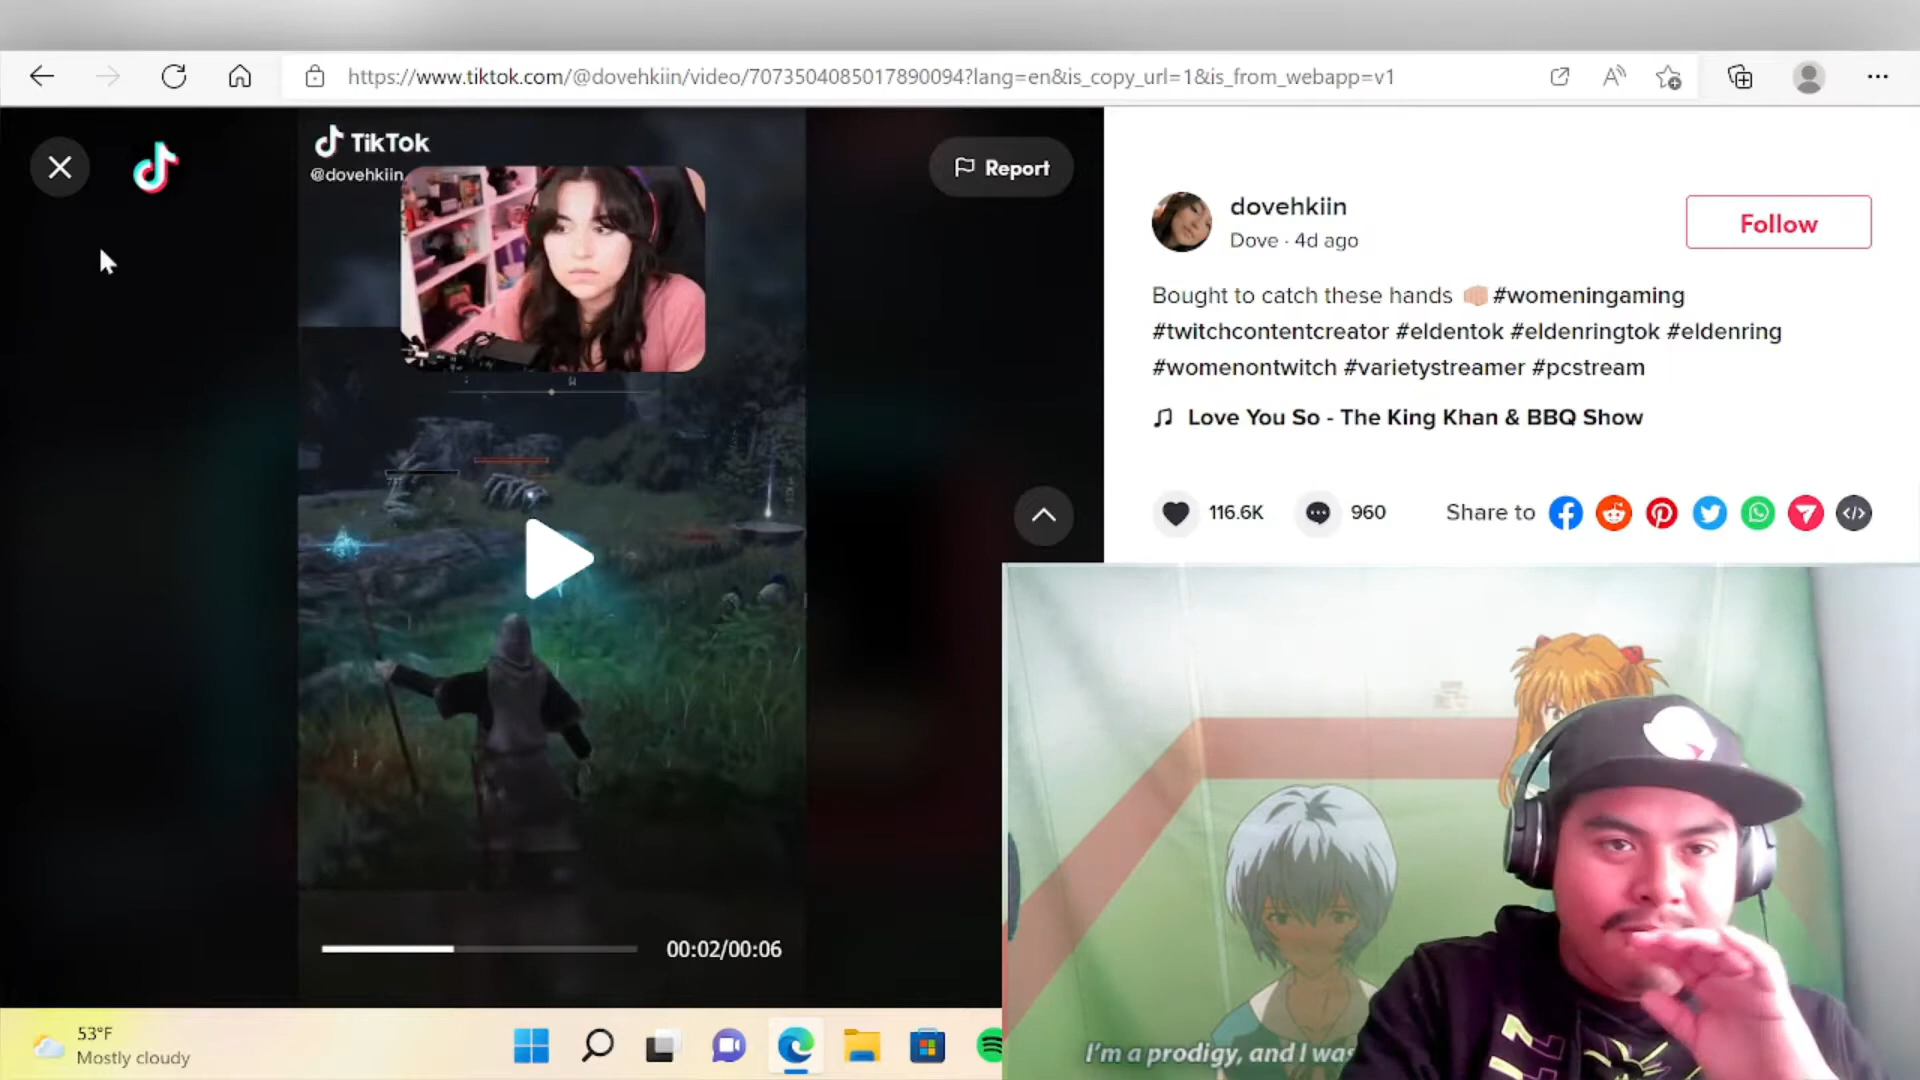 https://www.tiktok.com/@dovehkiin/video/7073504085017890094?lang=en&is_copy_url=1&is_from_webapp=v1
TikTok
@dovehkiin
Report
dovehkiin
Dove · 4d ago
Follow
Bought to catch these hands 👊🏼 #womeningaming
#twitchcontentcreator #eldentok #eldenringtok #eldenring
#womenontwitch #varietystreamer #pcstream
Love You So - The King Khan & BBQ Show
116.6K
960
Share to
00:02/00:06
53°F
Mostly cloudy
I'm a prodigy, and I was